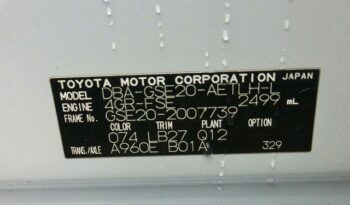 TOYOTA MOTOR CORPORATION JAPAN
MODEL DBA-GSE20-AETLH-L
ENGINE 4GR-FSE 2499 mL
FRAME No. GSE20-2007739
COLOR TRIM PLANT OPTION
074 LB27 Q12
TRANS./AXLE A960E B01A 329